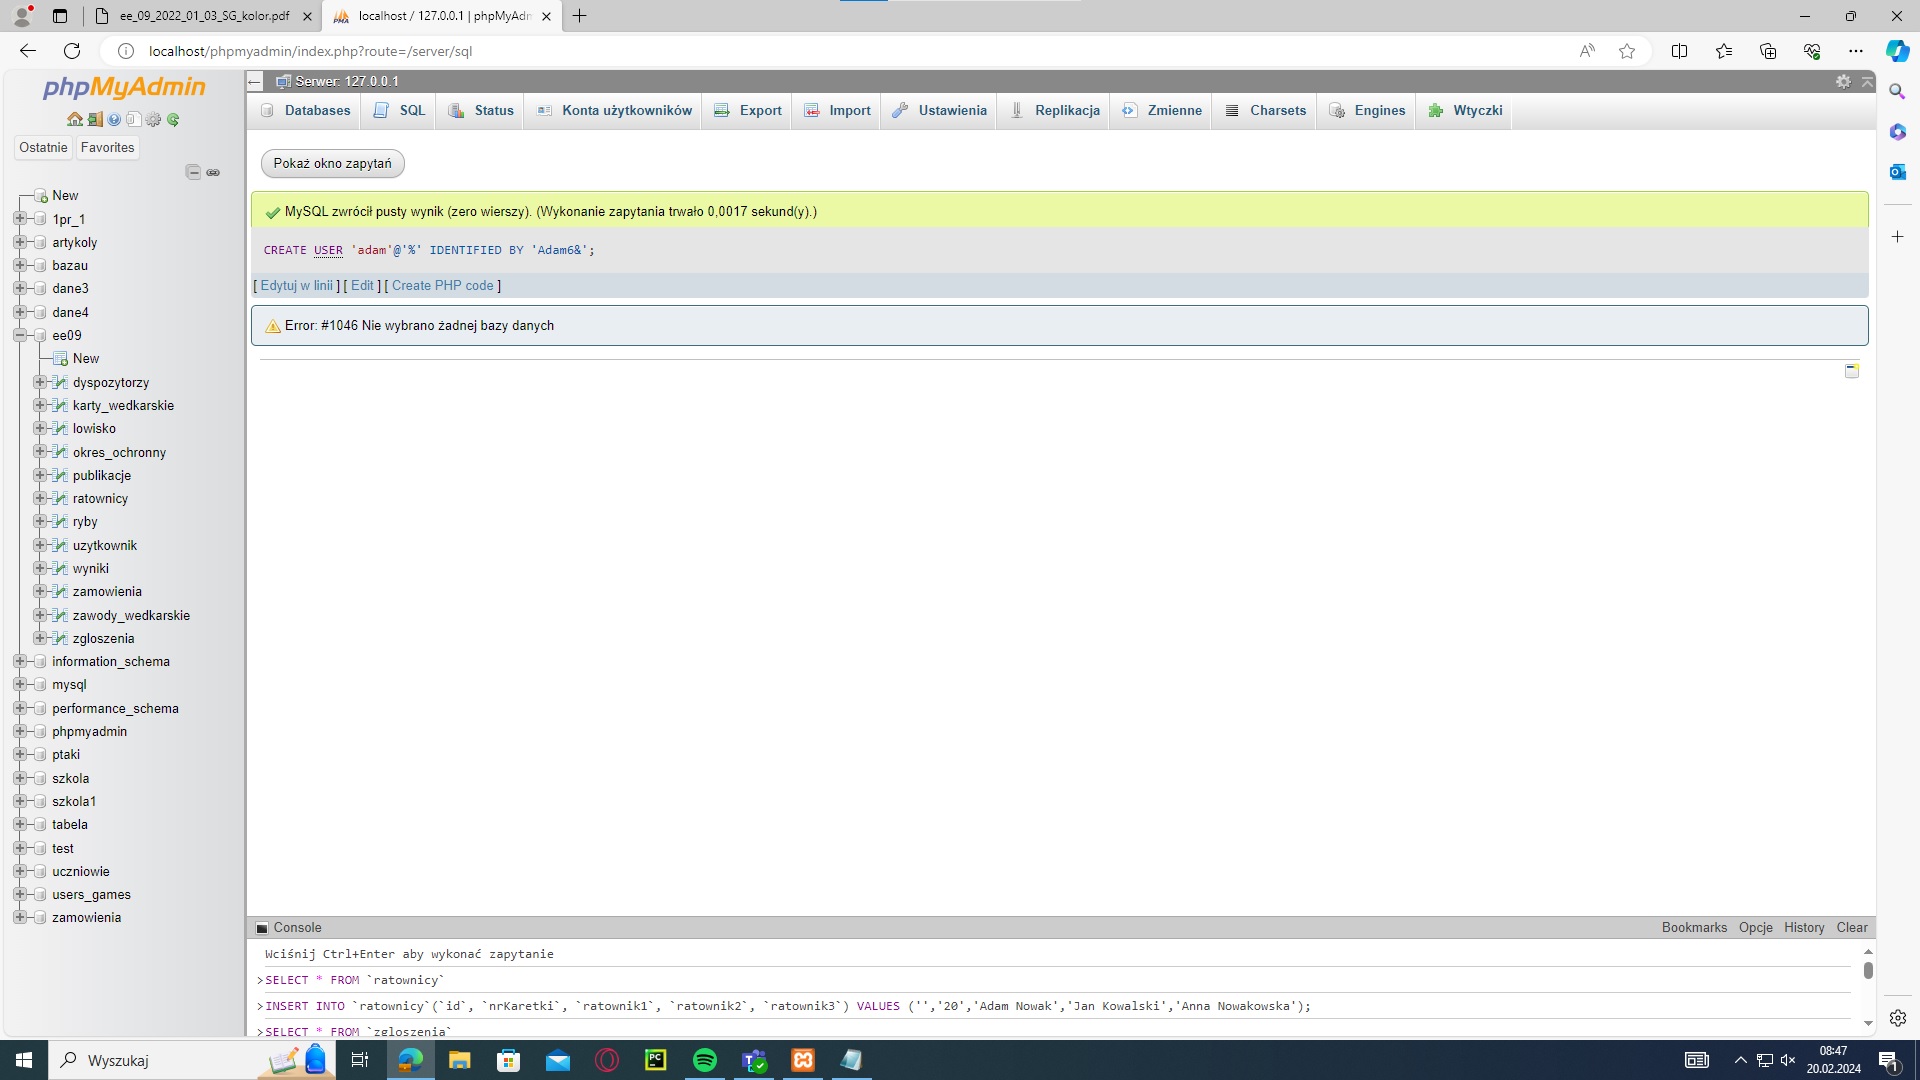 ee_09_2022_01_03_SG_kolor.pdf
localhost / 127.0.0.1 | phpMyAdm
localhost/phpmyadmin/index.php?route=/server/sql
phpMyAdmin
Ostatnie
Favorites
New
1pr_1
artykoly
bazau
dane3
dane4
ee09
New
dyspozytorzy
karty_wedkarskie
lowisko
okres_ochronny
publikacje
ratownicy
ryby
uzytkownik
wyniki
zamowienia
zawody_wedkarskie
zgloszenia
information_schema
mysql
performance_schema
phpmyadmin
ptaki
szkola
szkola1
tabela
test
uczniowie
users_games
zamowienia
Serwer: 127.0.0.1
Databases
SQL
Status
Konta użytkowników
Export
Import
Ustawienia
Replikacja
Zmienne
Charsets
Engines
Wtyczki
Pokaż okno zapytań
MySQL zwrócił pusty wynik (zero wierszy). (Wykonanie zapytania trwało 0,0017 sekund(y).)
CREATE USER 'adam'@'%' IDENTIFIED BY 'Adam6&';
[ Edytuj w linii ] [ Edit ] [ Create PHP code ]
Error: #1046 Nie wybrano żadnej bazy danych
Console
Bookmarks Opcje History Clear
Wciśnij Ctrl+Enter aby wykonać zapytanie
>SELECT * FROM `ratownicy`
>INSERT INTO `ratownicy`(`id`, `nrKaretki`, `ratownik1`, `ratownik2`, `ratownik3`) VALUES ('','20','Adam Nowak','Jan Kowalski','Anna Nowakowska');
>SELECT * FROM `zgloszenia`
Wyszukaj
08:47
20.02.2024
1